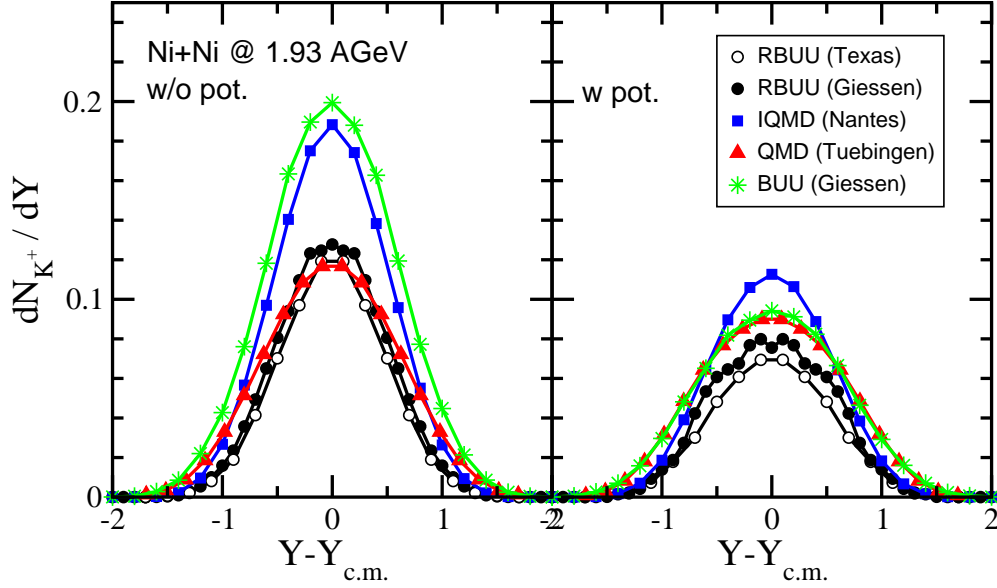 Ni+Ni @ 1.93 AGeV
w/o pot.
w pot.
RBUU (Texas)
RBUU (Giessen)
IQMD (Nantes)
QMD (Tuebingen)
BUU (Giessen)
dN_K+ / dY
0.2
0.1
0
-2 -1 0 1 2
-2 -1 0 1 2
Y-Y_c.m.
Y-Y_c.m.